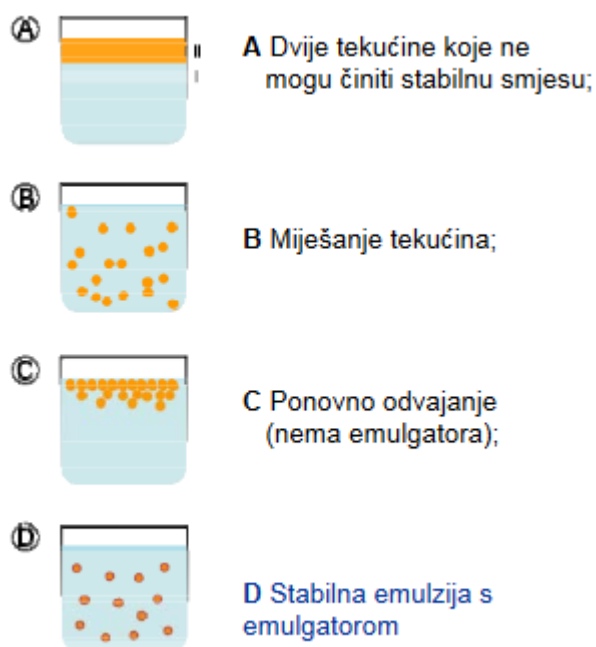 A
A Dvije tekućine koje ne
mogu činiti stabilnu smjesu;
II
I
B
B Miješanje tekućina;
C
C Ponovno odvajanje
(nema emulgatora);
D
D Stabilna emulzija s
emulgatorom